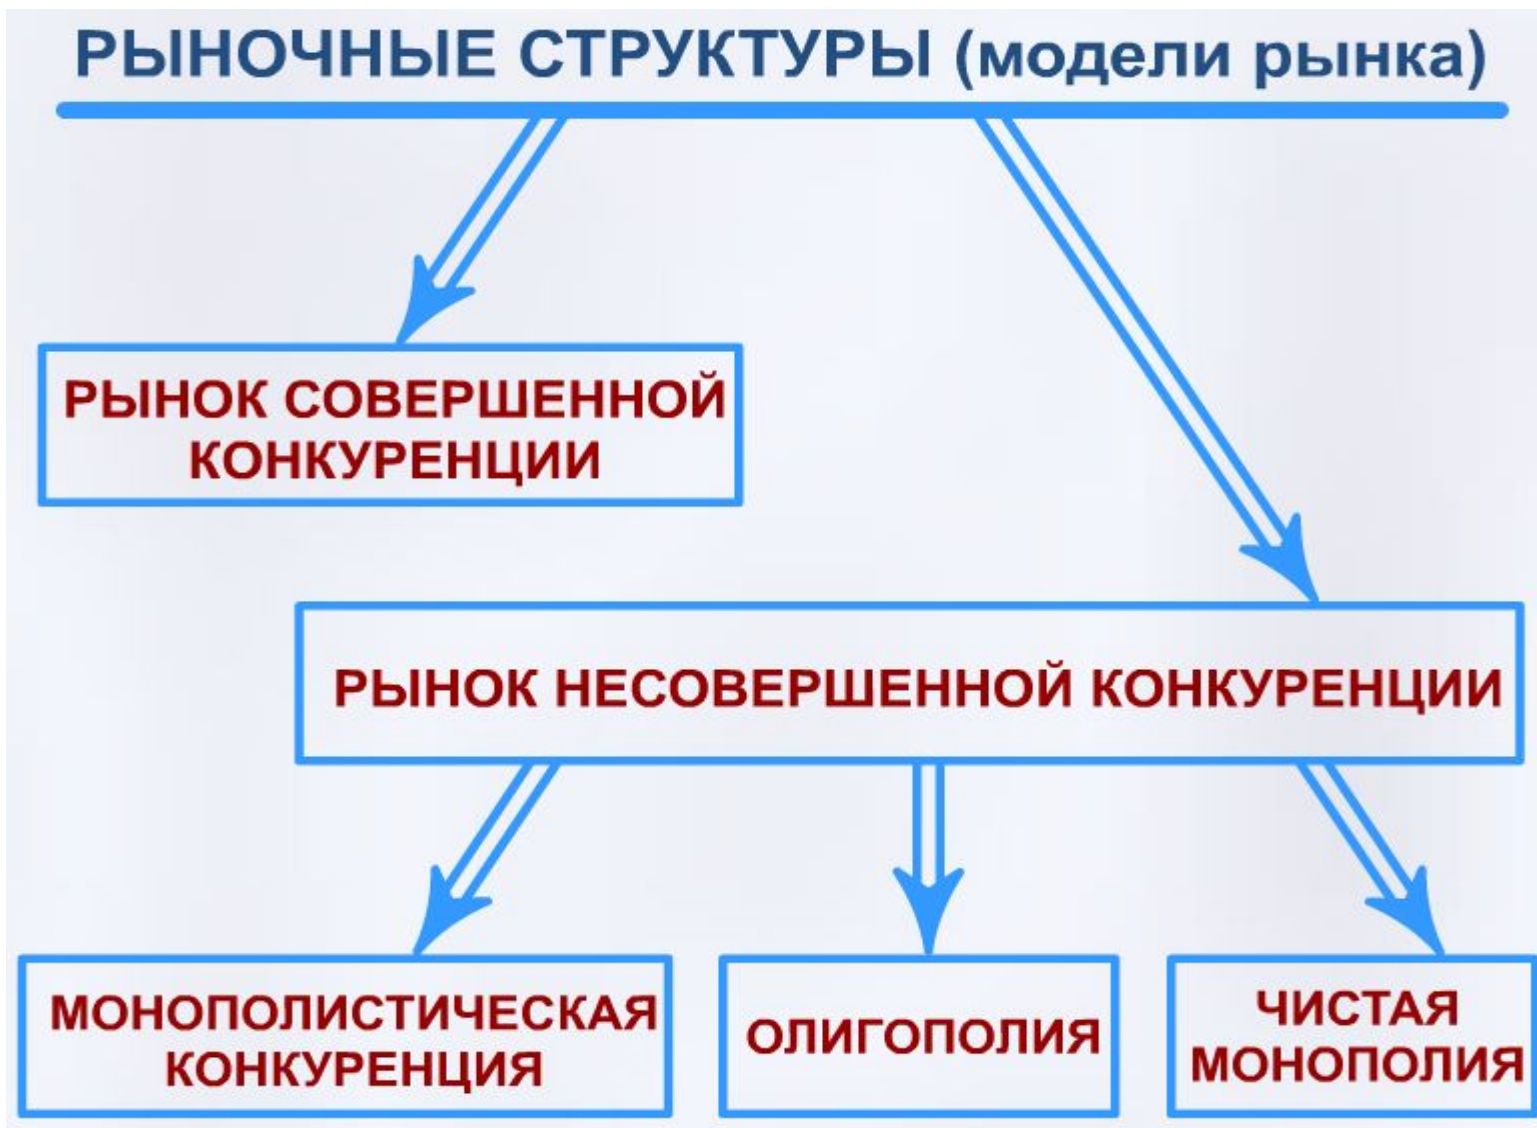 РЫНОЧНЫЕ СТРУКТУРЫ (модели рынка)
РЫНОК СОВЕРШЕННОЙ
КОНКУРЕНЦИИ
РЫНОК НЕСОВЕРШЕННОЙ КОНКУРЕНЦИИ
МОНОПОЛИСТИЧЕСКАЯ
КОНКУРЕНЦИЯ
ОЛИГОПОЛИЯ
ЧИСТАЯ
МОНОПОЛИЯ